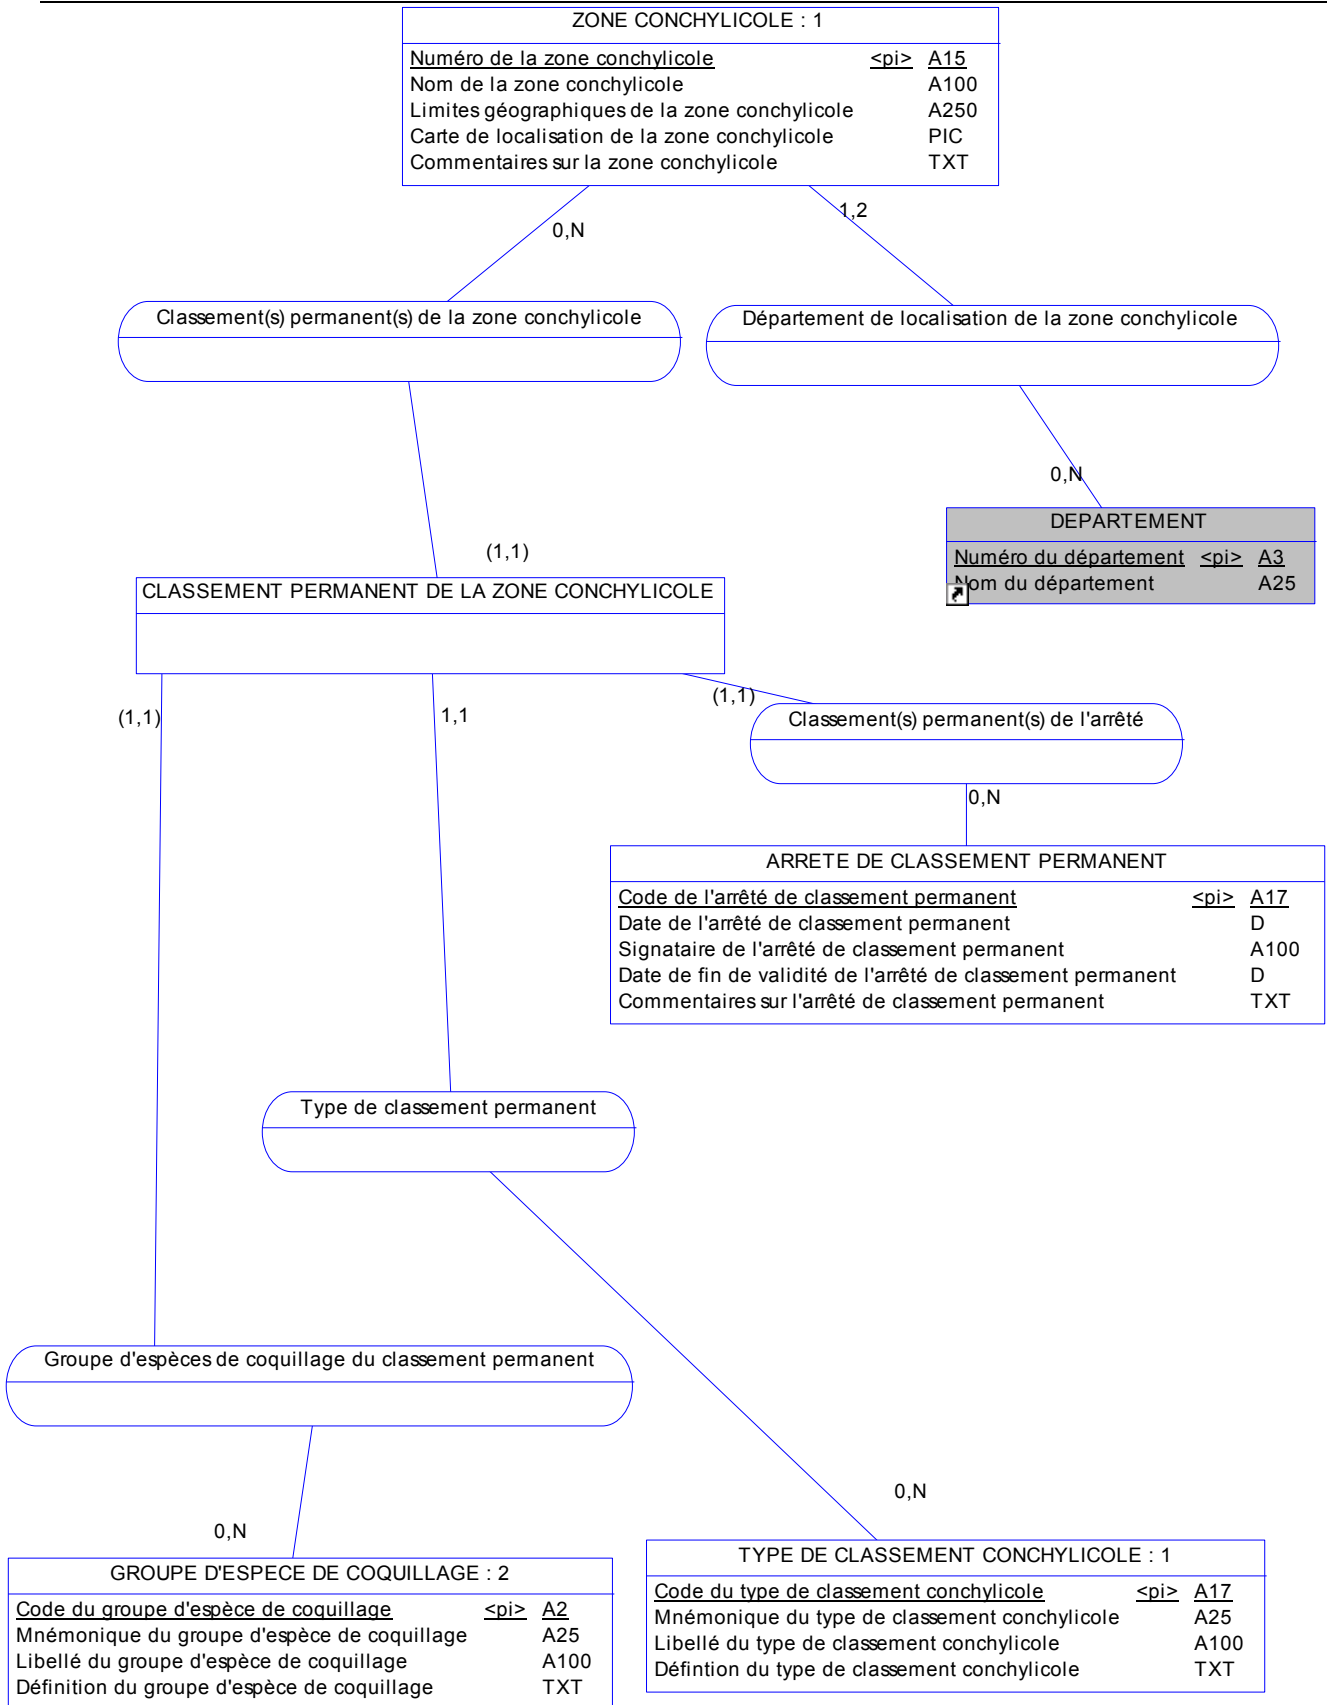 ZONE CONCHYLICOLE : 1
Numéro de la zone conchylicole <pi> A15
Nom de la zone conchylicole A100
Limites géographiques de la zone conchylicole A250
Carte de localisation de la zone conchylicole PIC
Commentaires sur la zone conchylicole TXT
0,N
1,2
Classement(s) permanent(s) de la zone conchylicole
Département de localisation de la zone conchylicole
0,N
DEPARTEMENT
Numéro du département <pi> A3
Nom du département A25
(1,1)
CLASSEMENT PERMANENT DE LA ZONE CONCHYLICOLE
(1,1)
1,1
(1,1)
Classement(s) permanent(s) de l'arrêté
0,N
ARRETE DE CLASSEMENT PERMANENT
Code de l'arrêté de classement permanent <pi> A17
Date de l'arrêté de classement permanent D
Signataire de l'arrêté de classement permanent A100
Date de fin de validité de l'arrêté de classement permanent D
Commentaires sur l'arrêté de classement permanent TXT
Type de classement permanent
Groupe d'espèces de coquillage du classement permanent
0,N
0,N
GROUPE D'ESPECE DE COQUILLAGE : 2
Code du groupe d'espèce de coquillage <pi> A2
Mnémonique du groupe d'espèce de coquillage A25
Libellé du groupe d'espèce de coquillage A100
Définition du groupe d'espèce de coquillage TXT
TYPE DE CLASSEMENT CONCHYLICOLE : 1
Code du type de classement conchylicole <pi> A17
Mnémonique du type de classement conchylicole A25
Libellé du type de classement conchylicole A100
Défintion du type de classement conchylicole TXT